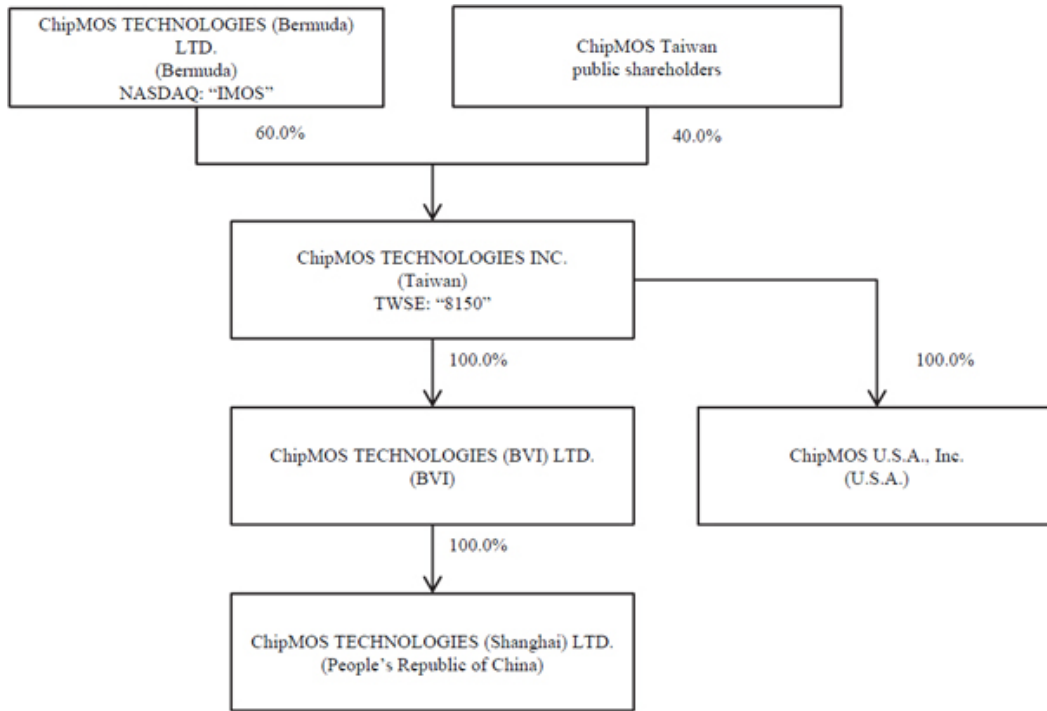 ChipMOS TECHNOLOGIES (Bermuda)
LTD.
(Bermuda)
NASDAQ: “IMOS”
ChipMOS Taiwan
public shareholders
60.0%
40.0%
ChipMOS TECHNOLOGIES INC.
(Taiwan)
TWSE: “8150”
100.0%
100.0%
ChipMOS TECHNOLOGIES (BVI) LTD.
(BVI)
ChipMOS U.S.A., Inc.
(U.S.A.)
100.0%
ChipMOS TECHNOLOGIES (Shanghai) LTD.
(People’s Republic of China)